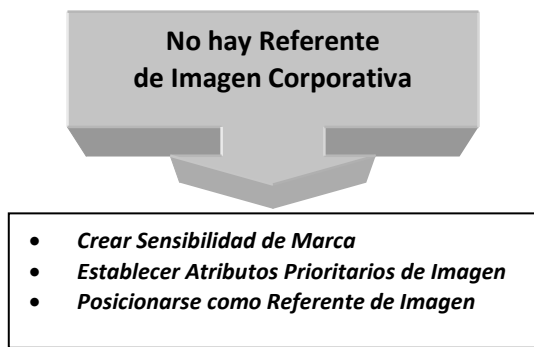 No hay Referente
de Imagen Corporativa
• Crear Sensibilidad de Marca
• Establecer Atributos Prioritarios de Imagen
• Posicionarse como Referente de Imagen